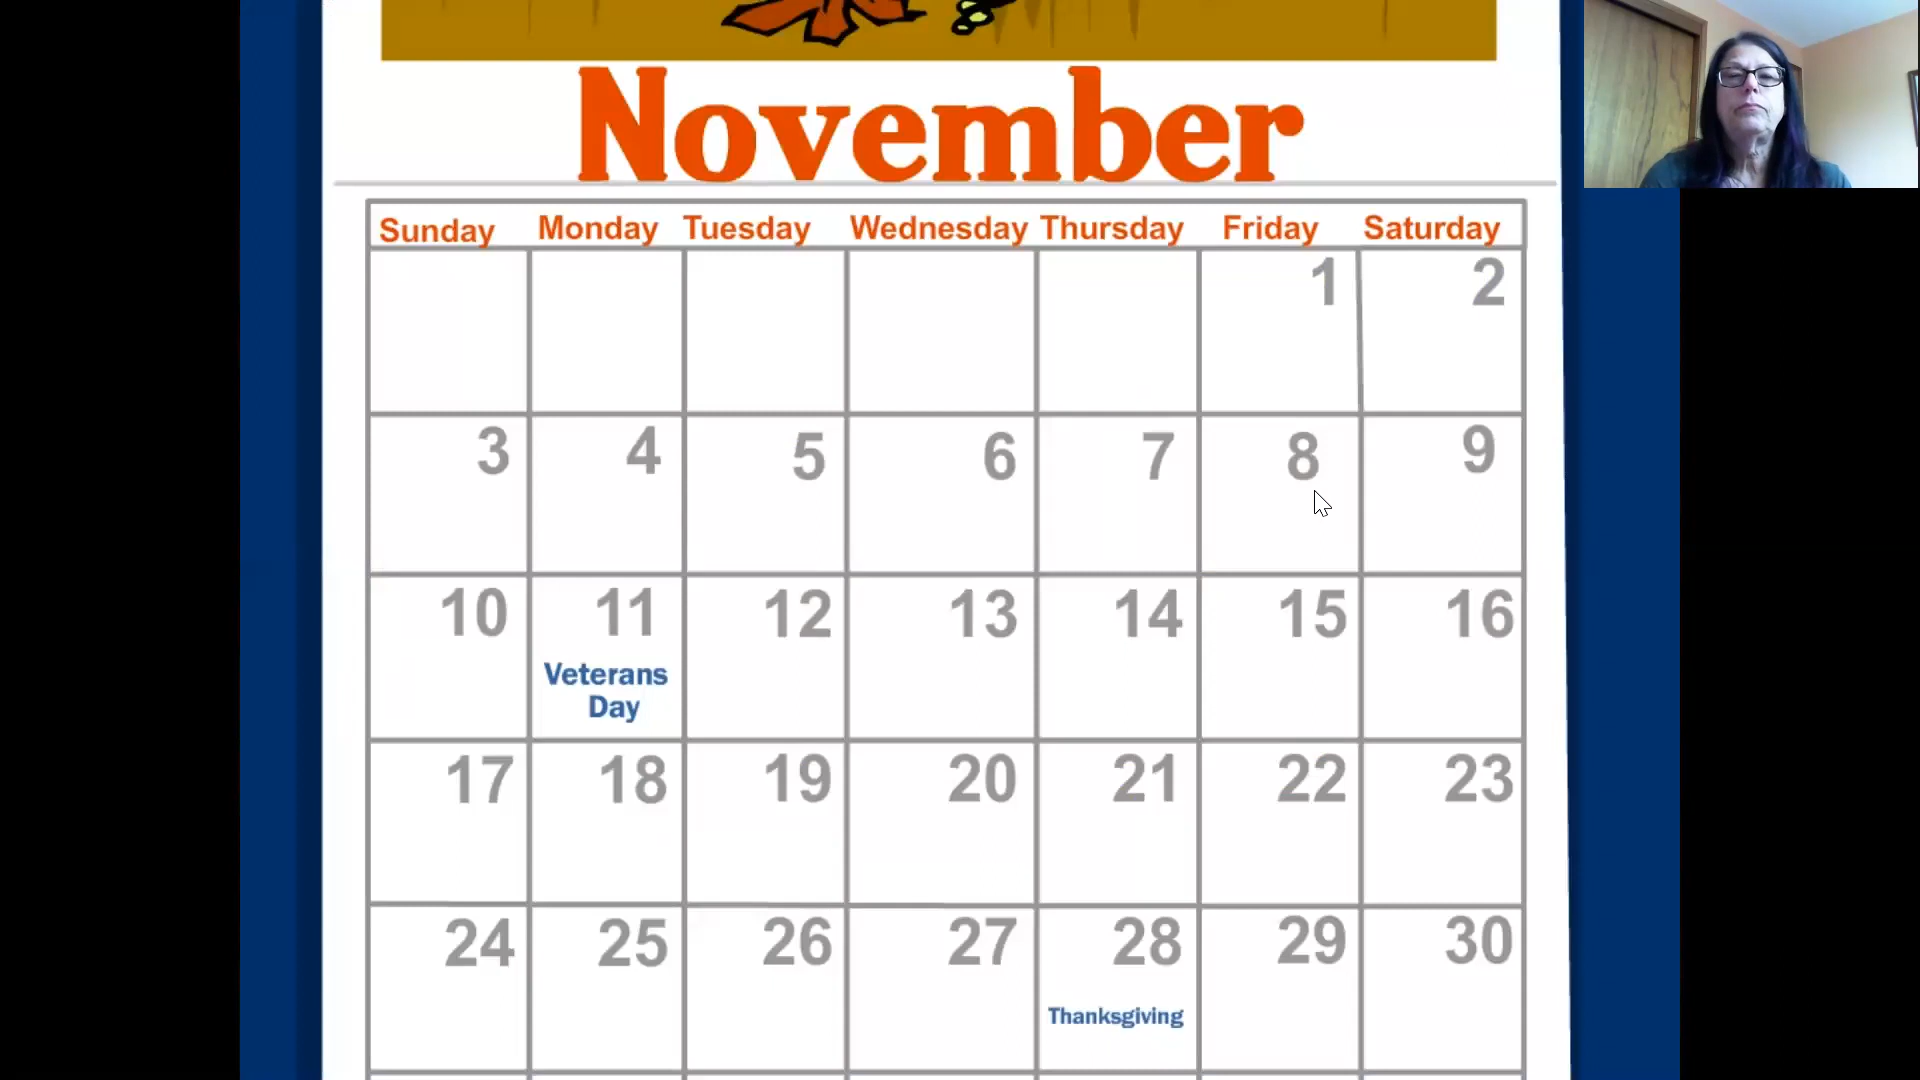 November
Sunday Monday Tuesday Wednesday Thursday Friday Saturday
1 2
3 4 5 6 7 8 9
10 11 12 13 14 15 16
Veterans
Day
17 18 19 20 21 22 23
24 25 26 27 28 29 30
Thanksgiving